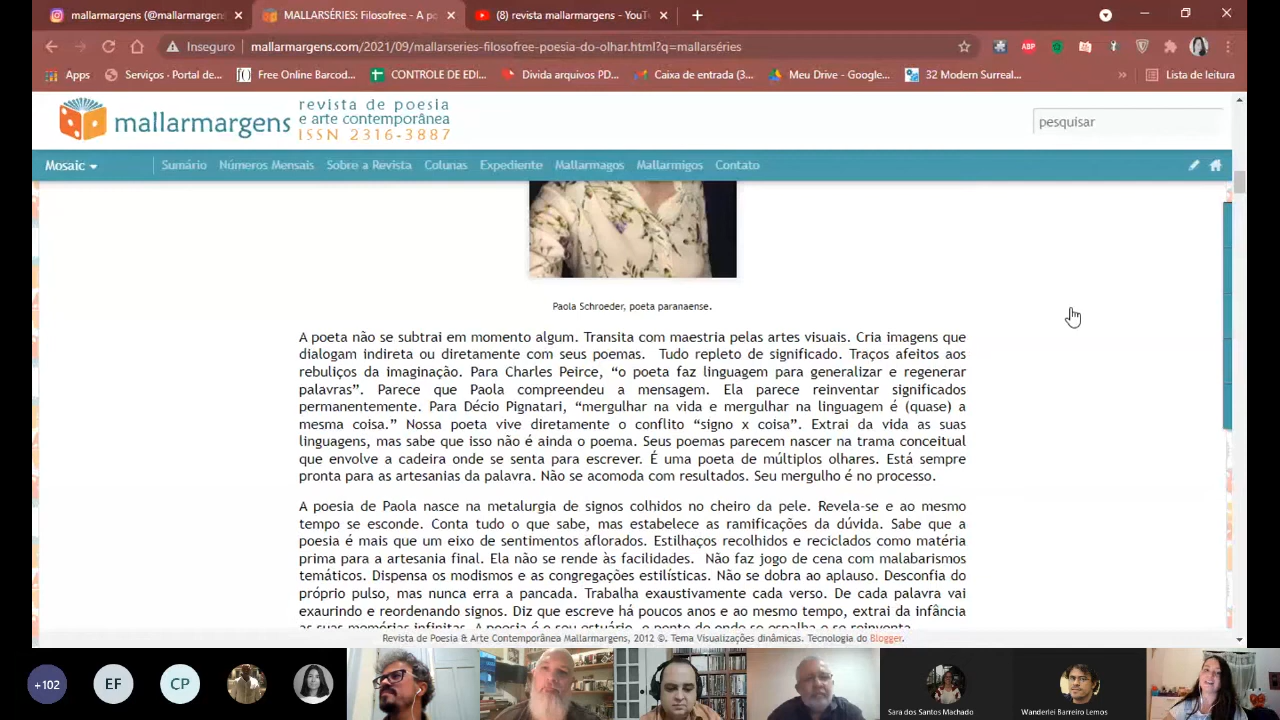 mallarmargens (@mallarmargens
MALLARSÉRIES: Filosofree - A po
(8) revista mallarmargens - YouTu
Inseguro
mallarmargens.com/2021/09/mallarseries-filosofree-poesia-do-olhar.html?q=mallarséries
ABP
Apps
Serviços · Portal de...
Free Online Barcod...
CONTROLE DE EDI...
Divida arquivos PD...
Caixa de entrada (3...
Meu Drive - Google...
32 Modern Surreal...
»
Lista de leitura
mallarmargens
revista de poesia
e arte contemporânea
ISSN 2316-3887
pesquisar
Mosaic
Sumário
Números Mensais
Sobre a Revista
Colunas
Expediente
Mallarmagos
Mallarmigos
Contato
Paola Schroeder, poeta paranaense.
A poeta não se subtrai em momento algum. Transita com maestria pelas artes visuais. Cria imagens que
dialogam indireta ou diretamente com seus poemas. Tudo repleto de significado. Traços afeitos aos
rebuliços da imaginação. Para Charles Peirce, “o poeta faz linguagem para generalizar e regenerar
palavras”. Parece que Paola compreendeu a mensagem. Ela parece reinventar significados
permanentemente. Para Décio Pignatari, “mergulhar na vida e mergulhar na linguagem é (quase) a
mesma coisa.” Nossa poeta vive diretamente o conflito “signo x coisa”. Extrai da vida as suas
linguagens, mas sabe que isso não é ainda o poema. Seus poemas parecem nascer na trama conceitual
que envolve a cadeira onde se senta para escrever. É uma poeta de múltiplos olhares. Está sempre
pronta para as artesanias da palavra. Não se acomoda com resultados. Seu mergulho é no processo.
A poesia de Paola nasce na metalurgia de signos colhidos no cheiro da pele. Revela-se e ao mesmo
tempo se esconde. Conta tudo o que sabe, mas estabelece as ramificações da dúvida. Sabe que a
poesia é mais que um eixo de sentimentos aflorados. Estilhaços recolhidos e reciclados como matéria
prima para a artesania final. Ela não se rende às facilidades. Não faz jogo de cena com malabarismos
temáticos. Dispensa os modismos e as congregações estilísticas. Não se dobra ao aplauso. Desconfia do
próprio pulso, mas nunca erra a pancada. Trabalha exaustivamente cada verso. De cada palavra vai
exaurindo e reordenando signos. Diz que escreve há poucos anos e ao mesmo tempo, extrai da infância
as suas memórias infinitas. A poesia é o seu estuário, o ponto de onde se espalha e se reinventa.
Revista de Poesia & Arte Contemporânea Mallarmargens, 2012 ©. Tema Visualizações dinâmicas. Tecnologia do Blogger.
+102
EF
CP
Sara dos Santos Machado
Wanderlei Barreiro Lemos